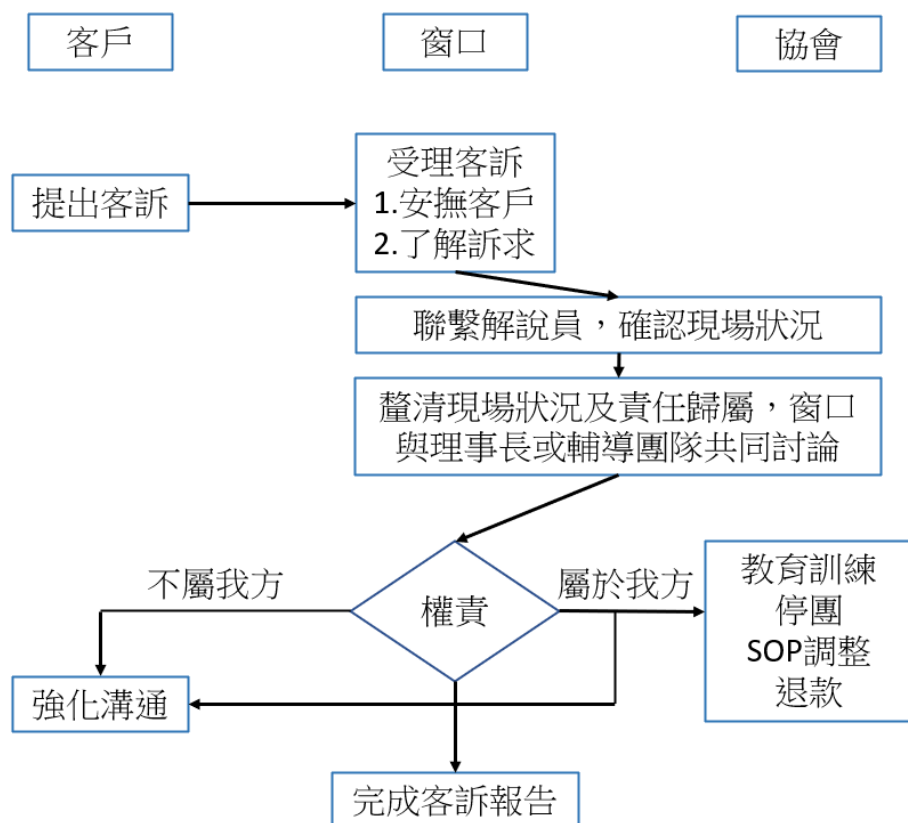 客戶
窗口
協會
提出客訴
受理客訴
1.安撫客戶
2.了解訴求
聯繫解說員，確認現場狀況
釐清現場狀況及責任歸屬，窗口
與理事長或輔導團隊共同討論
不屬我方
權責
屬於我方
教育訓練
停團
SOP調整
退款
強化溝通
完成客訴報告